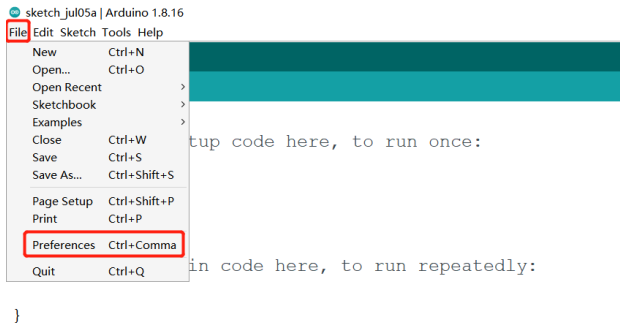 sketch_jul05a | Arduino 1.8.16
File Edit Sketch Tools Help
New Ctrl+N
Open... Ctrl+O
Open Recent >
Sketchbook >
Examples >
Close Ctrl+W
tup code here, to run once:
Save Ctrl+S
Save As... Ctrl+Shift+S
Page Setup Ctrl+Shift+P
Print Ctrl+P
Preferences Ctrl+Comma
in code here, to run repeatedly:
Quit Ctrl+Q
}